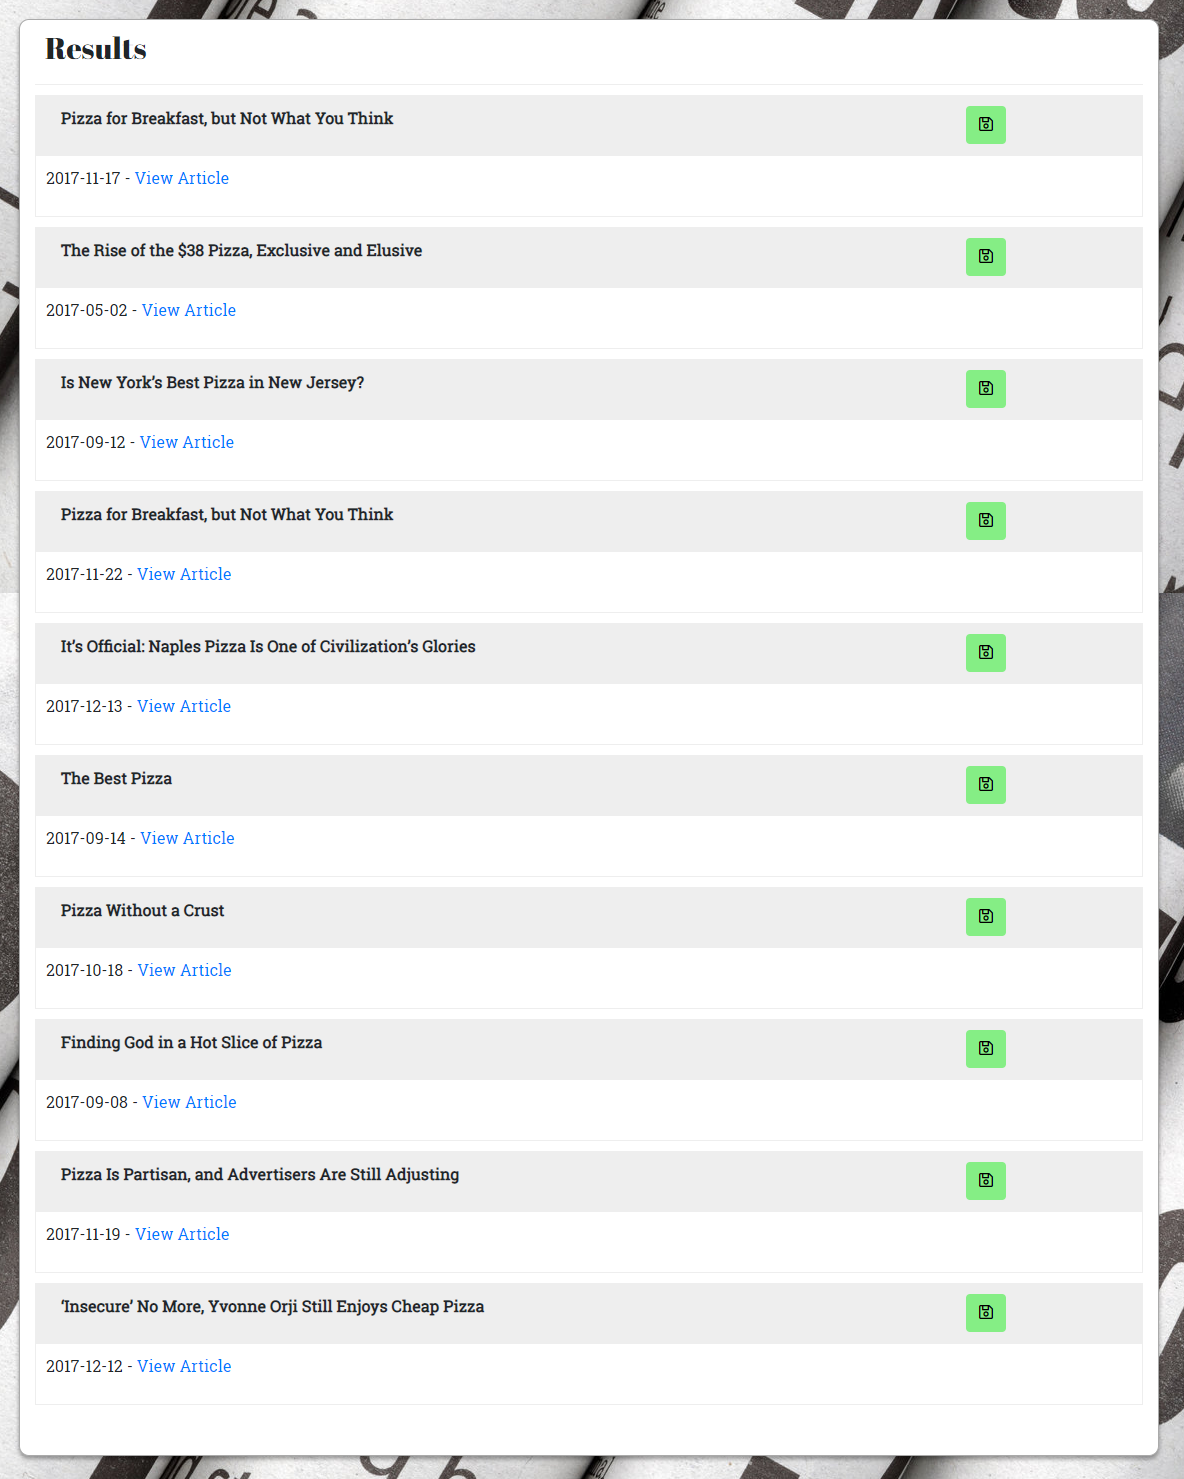 Results
Pizza for Breakfast, but Not What You Think
2017-11-17 - View Article
The Rise of the $38 Pizza, Exclusive and Elusive
2017-05-02 - View Article
Is New York’s Best Pizza in New Jersey?
2017-09-12 - View Article
Pizza for Breakfast, but Not What You Think
2017-11-22 - View Article
It’s Official: Naples Pizza Is One of Civilization’s Glories
2017-12-13 - View Article
The Best Pizza
2017-09-14 - View Article
Pizza Without a Crust
2017-10-18 - View Article
Finding God in a Hot Slice of Pizza
2017-09-08 - View Article
Pizza Is Partisan, and Advertisers Are Still Adjusting
2017-11-19 - View Article
‘Insecure’ No More, Yvonne Orji Still Enjoys Cheap Pizza
2017-12-12 - View Article